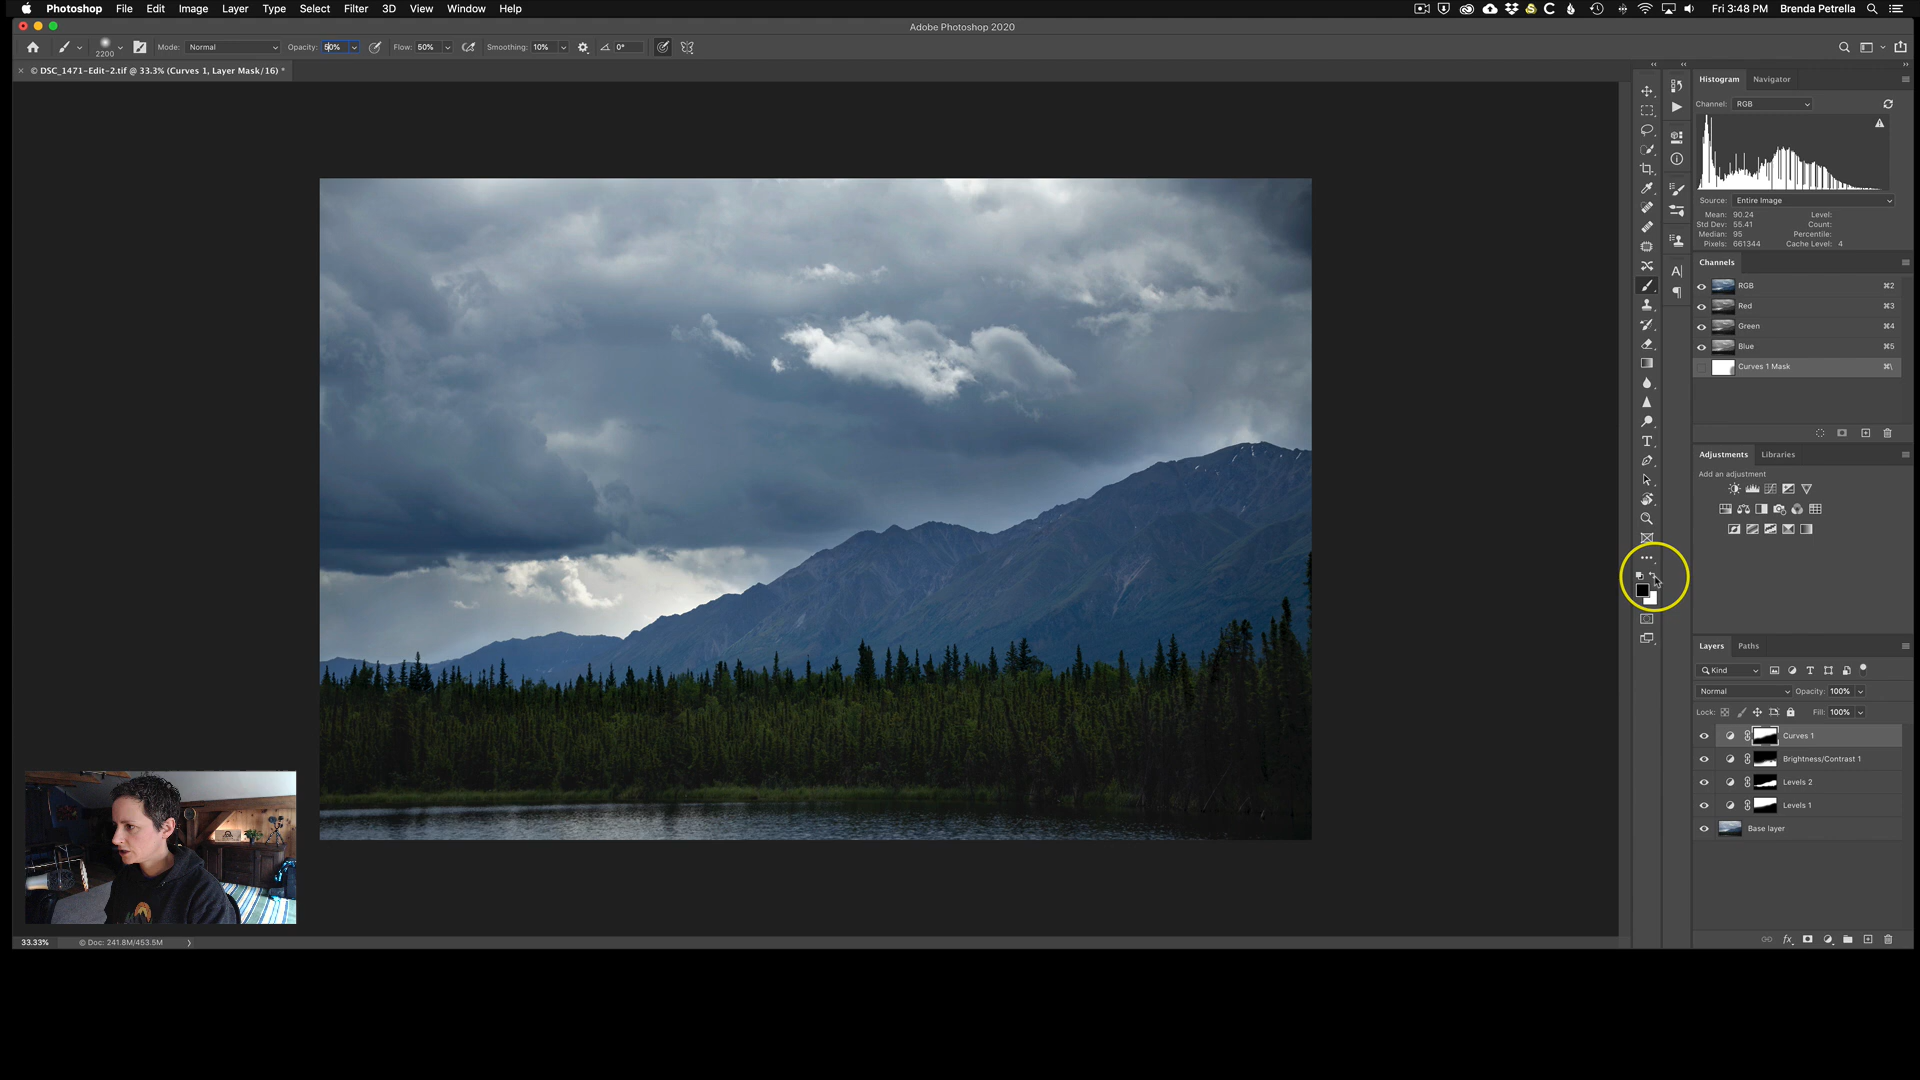 Photoshop File Edit Image Layer Type Select Filter 3D View Window Help Fri 3:48 PM Brenda Petrella
Adobe Photoshop 2020
2200 Mode: Normal Opacity: 50% Flow: 50% Smoothing: 10% 0°
× © DSC_1471-Edit-2.tif @ 33.3% (Curves 1, Layer Mask/16) *
Histogram Navigator
Channel: RGB
Source: Entire Image
Mean: 90.24 Level:
Std Dev: 55.41 Count:
Median: 95 Percentile:
Pixels: 661344 Cache Level: 4
Channels
RGB ⌘2
Red ⌘3
Green ⌘4
Blue ⌘5
Curves 1 Mask ⌘\
Adjustments Libraries
Add an adjustment
Layers Paths
Kind
Normal Opacity: 100%
Lock: Fill: 100%
Curves 1
Brightness/Contrast 1
Levels 2
Levels 1
Base layer
33.33% © Doc: 241.8M/453.5M